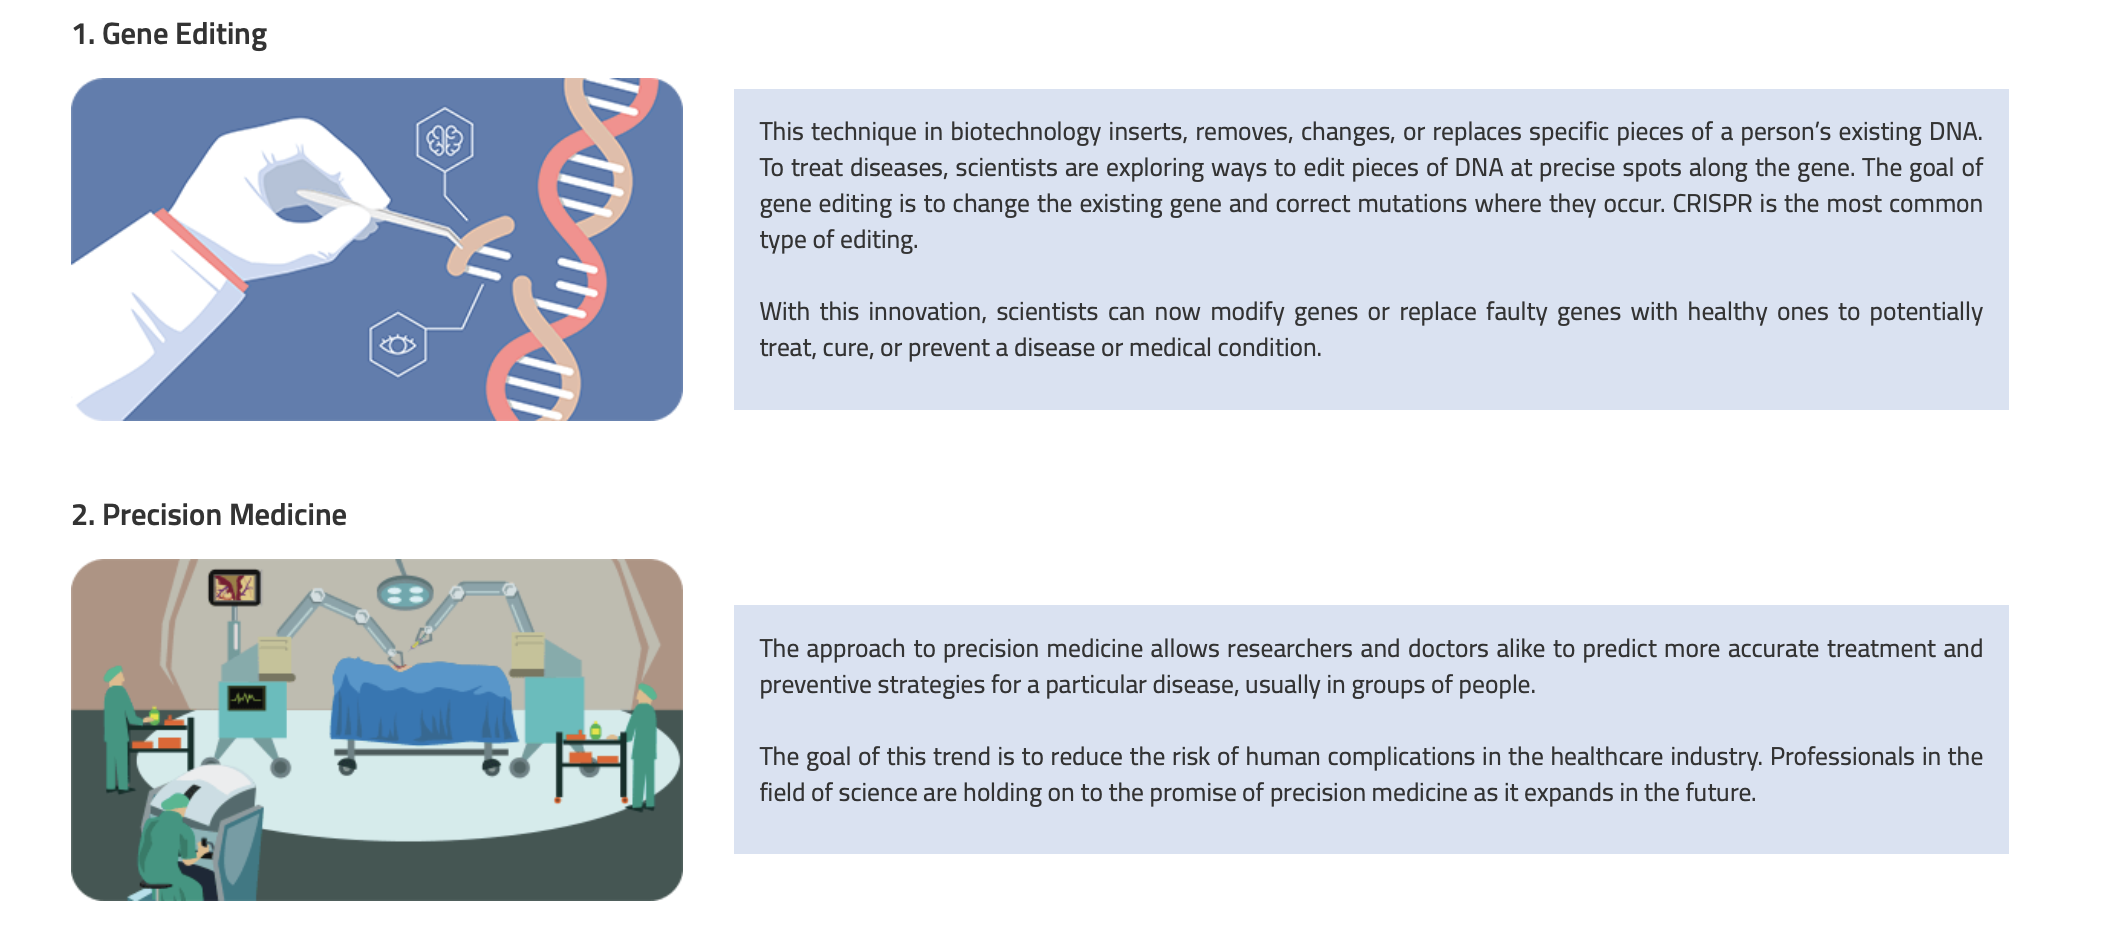 1. Gene Editing
This technique in biotechnology inserts, removes, changes, or replaces specific pieces of a person’s existing DNA.
To treat diseases, scientists are exploring ways to edit pieces of DNA at precise spots along the gene. The goal of
gene editing is to change the existing gene and correct mutations where they occur. CRISPR is the most common
type of editing.
With this innovation, scientists can now modify genes or replace faulty genes with healthy ones to potentially
treat, cure, or prevent a disease or medical condition.
2. Precision Medicine
The approach to precision medicine allows researchers and doctors alike to predict more accurate treatment and
preventive strategies for a particular disease, usually in groups of people.
The goal of this trend is to reduce the risk of human complications in the healthcare industry. Professionals in the
field of science are holding on to the promise of precision medicine as it expands in the future.